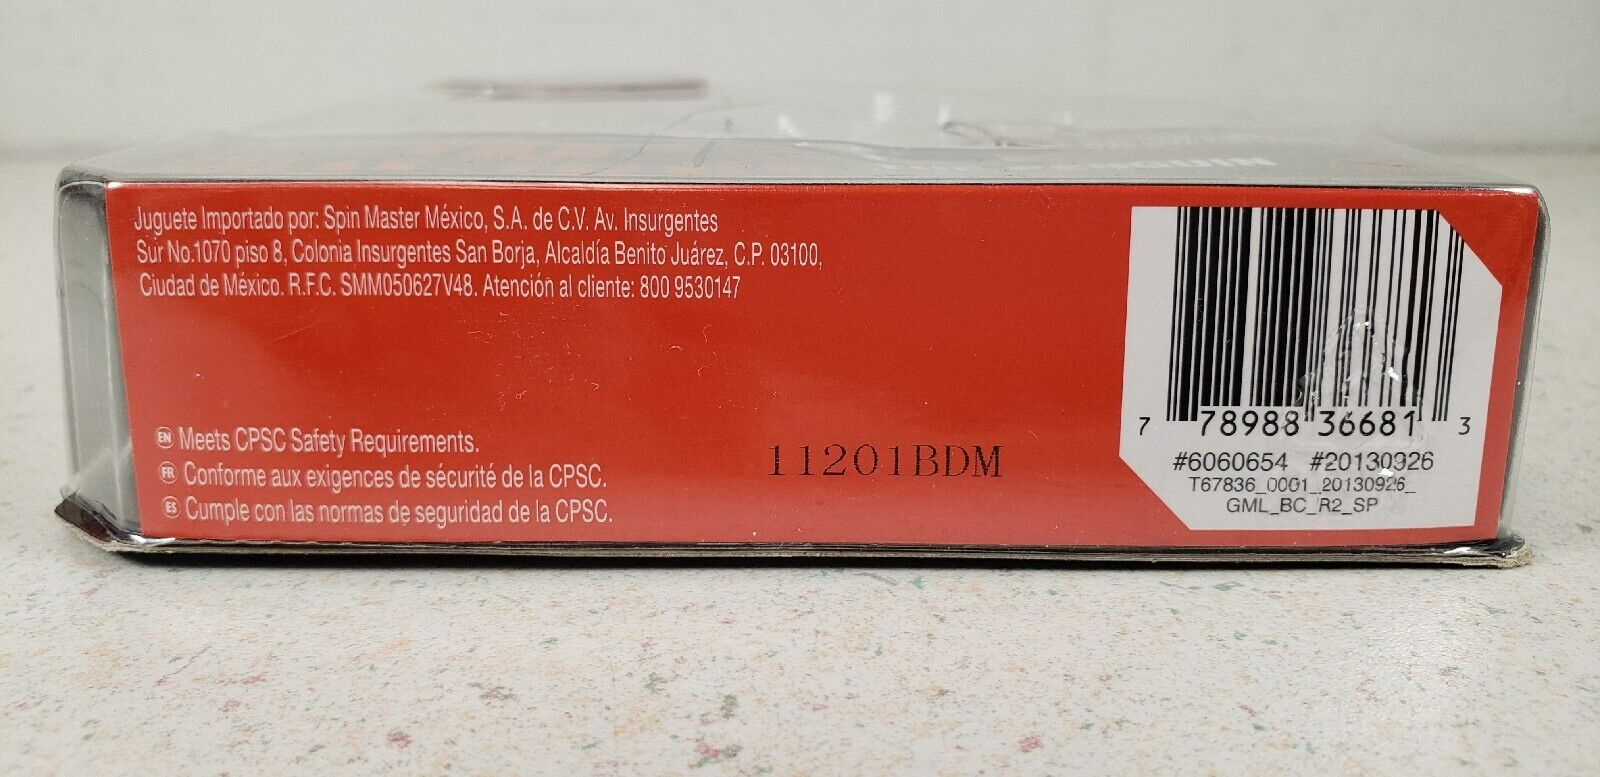 Juguete Importado por: Spin Master México, S.A. de C.V. Av. Insurgentes
Sur No.1070 piso 8, Colonia Insurgentes San Borja, Alcaldía Benito Juárez, C.P. 03100,
Ciudad de México. R.F.C. SMM050627V48. Atención al cliente: 800 9530147
EN Meets CPSC Safety Requirements.
FR Conforme aux exigences de sécurité de la CPSC.
ES Cumple con las normas de seguridad de la CPSC.
11201BDM
7 78988 36681 3
#6060654 #20130926
T67836_0001_20130926_
GML_BC_R2_SP